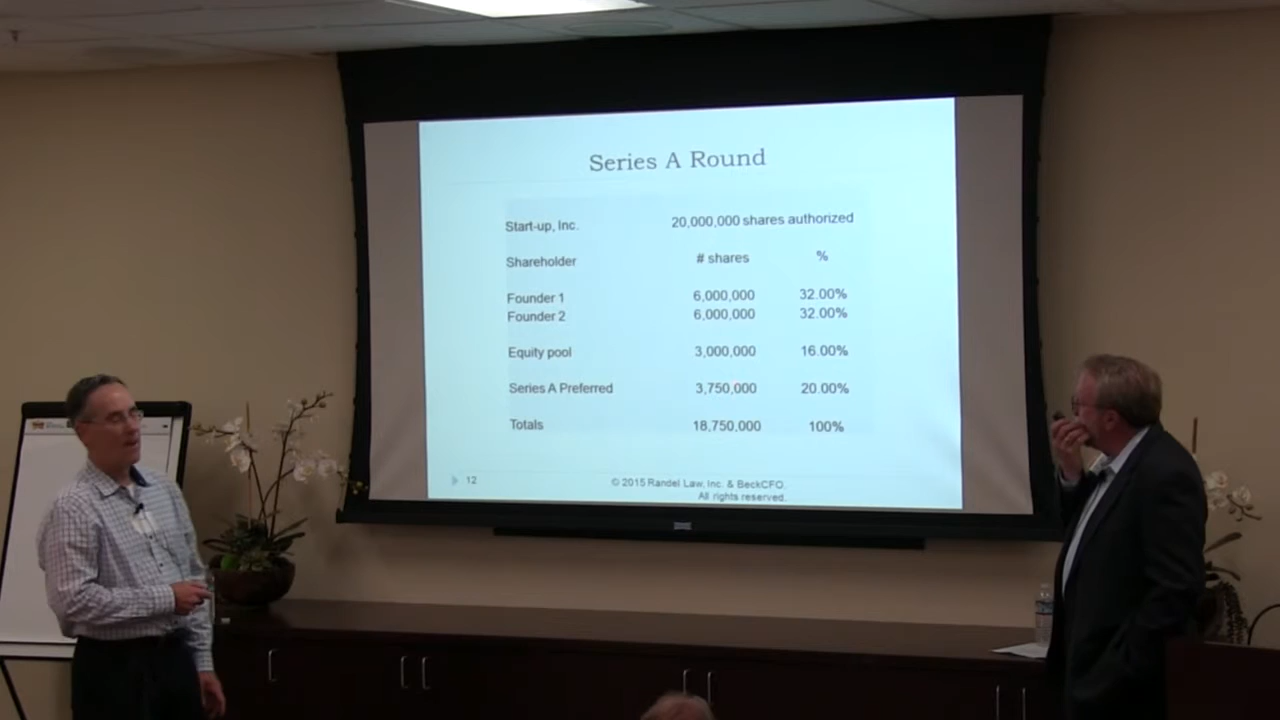 Series A Round
Start-up, Inc. 20,000,000 shares authorized
Shareholder # shares %
Founder 1 6,000,000 32.00%
Founder 2 6,000,000 32.00%
Equity pool 3,000,000 16.00%
Series A Preferred 3,750,000 20.00%
Totals 18,750,000 100%
12 © 2015 Randel Law, Inc. & BeckCFO.
All rights reserved.